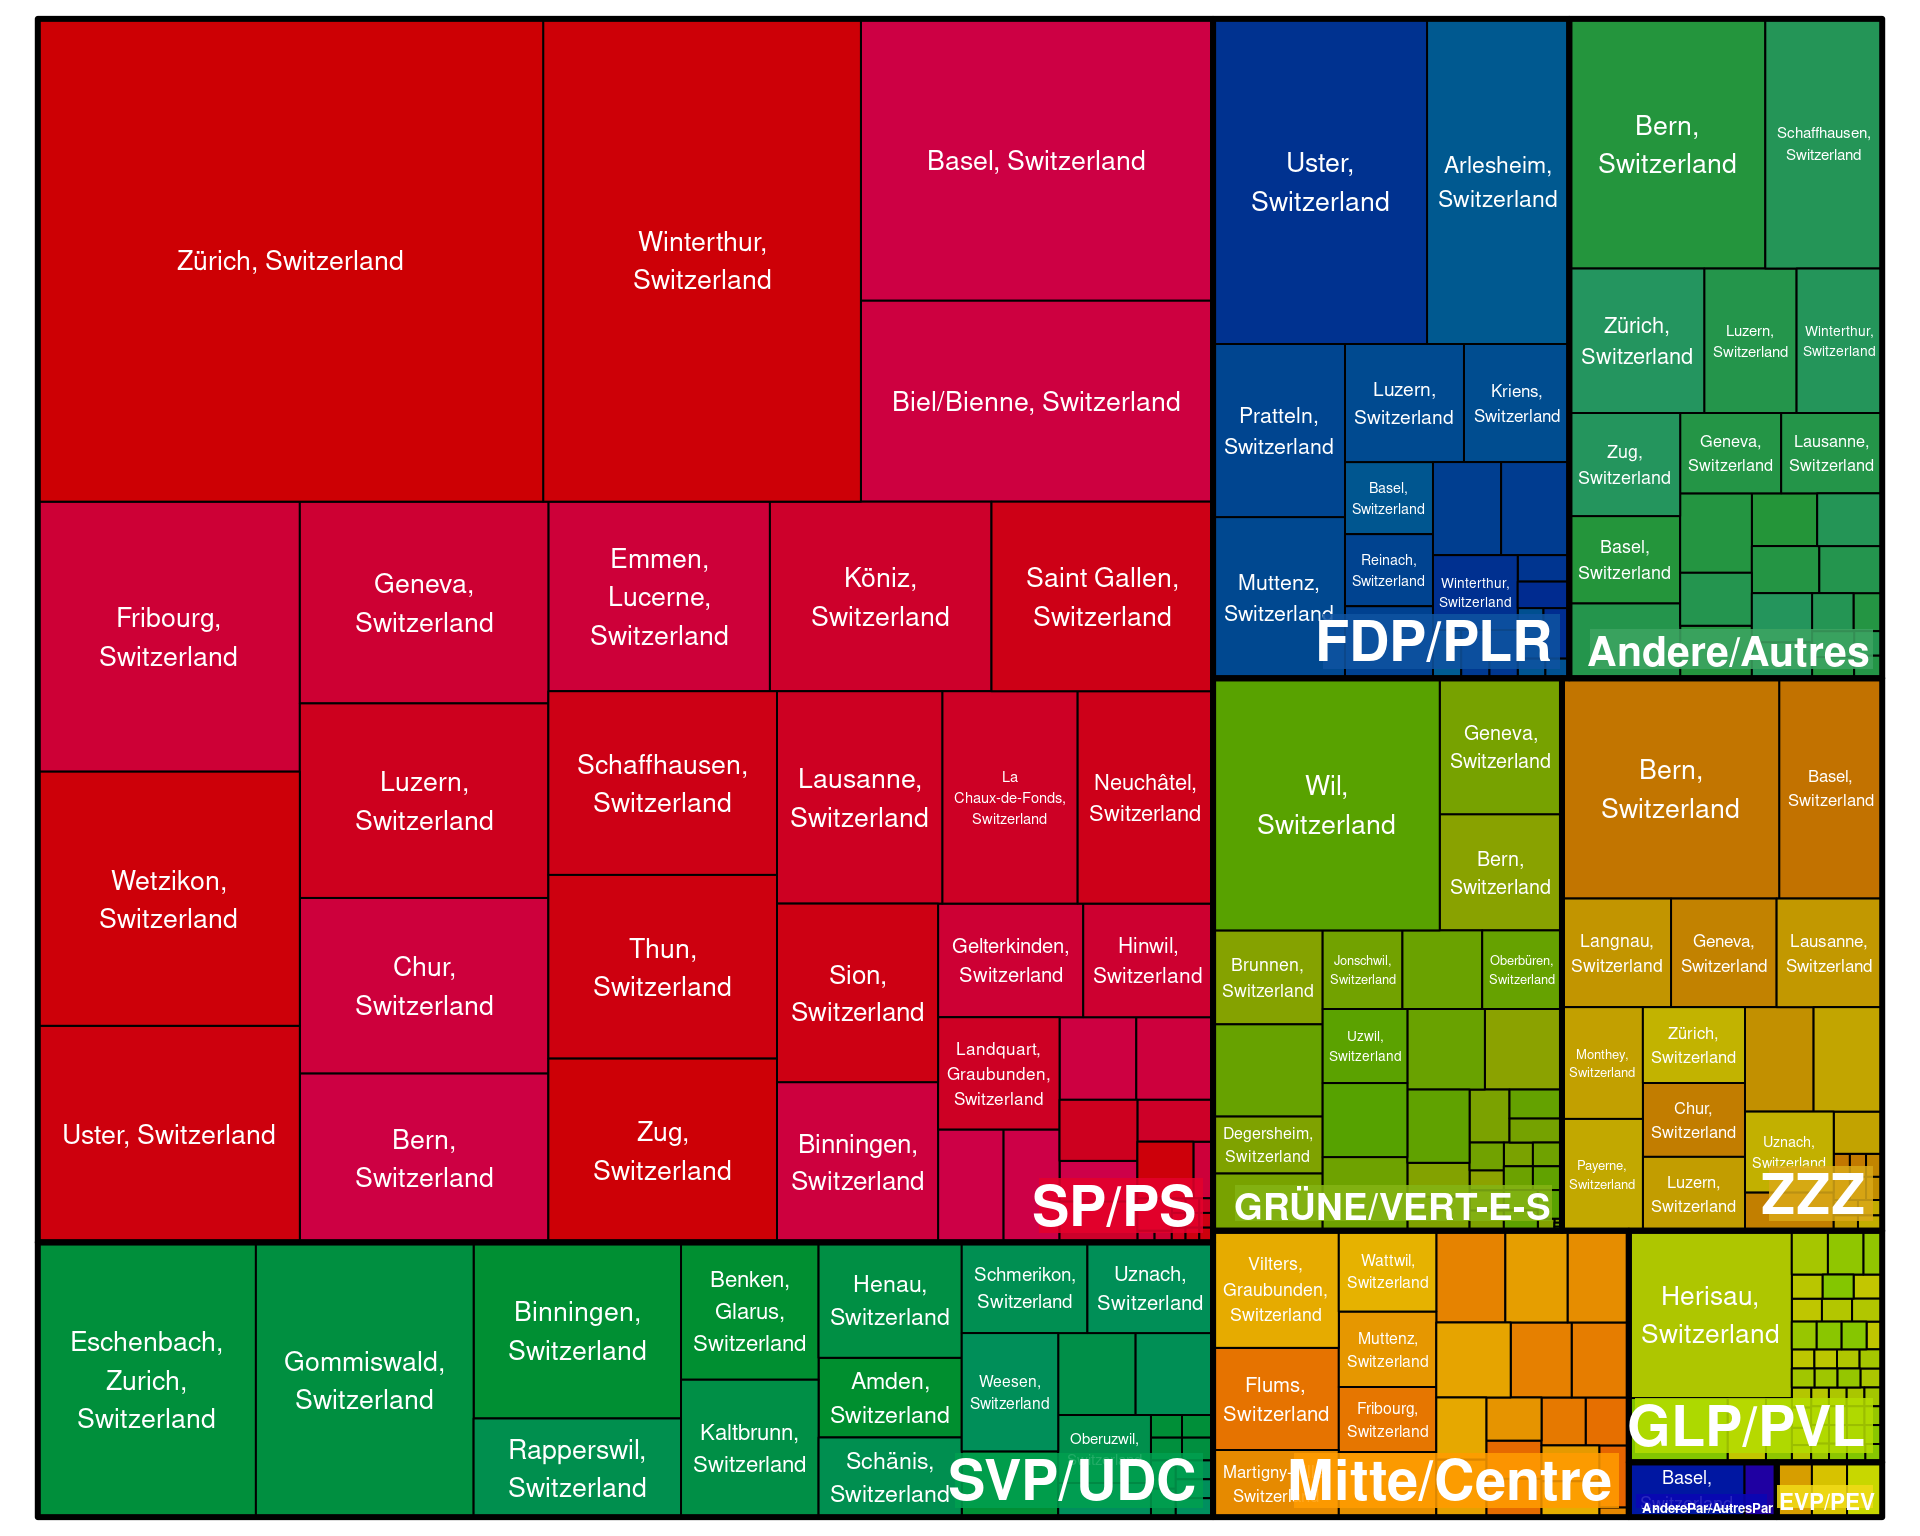 Zürich, Switzerland
Winterthur,
Switzerland
Basel, Switzerland
Biel/Bienne, Switzerland
Fribourg,
Switzerland
Wetzikon,
Switzerland
Uster, Switzerland
Geneva,
Switzerland
Luzern,
Switzerland
Chur,
Switzerland
Bern,
Switzerland
Emmen,
Lucerne,
Switzerland
Köniz,
Switzerland
Saint Gallen,
Switzerland
Schaffhausen,
Switzerland
Thun,
Switzerland
Zug,
Switzerland
Lausanne,
Switzerland
La
Chaux-de-Fonds,
Switzerland
Neuchâtel,
Switzerland
Sion,
Switzerland
Binningen,
Switzerland
Gelterkinden,
Switzerland
Hinwil,
Switzerland
Landquart,
Graubunden,
Switzerland
SP/PS
Eschenbach,
Zurich,
Switzerland
Gommiswald,
Switzerland
Binningen,
Switzerland
Rapperswil,
Switzerland
Benken,
Glarus,
Switzerland
Kaltbrunn,
Switzerland
Henau,
Switzerland
Amden,
Switzerland
Schänis,
Switzerland
Schmerikon,
Switzerland
Uznach,
Switzerland
Weesen,
Switzerland
Oberuzwil,
SVP/UDC
Uster,
Switzerland
Arlesheim,
Switzerland
Pratteln,
Switzerland
Muttenz,
Switzerland
Luzern,
Switzerland
Kriens,
Switzerland
Basel,
Switzerland
Reinach,
Switzerland
Winterthur,
Switzerland
FDP/PLR
Bern,
Switzerland
Schaffhausen,
Switzerland
Zürich,
Switzerland
Luzern,
Switzerland
Winterthur,
Switzerland
Zug,
Switzerland
Geneva,
Switzerland
Lausanne,
Switzerland
Basel,
Switzerland
Andere/Autres
Wil,
Switzerland
Geneva,
Switzerland
Bern,
Switzerland
Brunnen,
Switzerland
Jonschwil,
Switzerland
Oberbüren,
Switzerland
Uzwil,
Switzerland
Degersheim,
Switzerland
GRÜNE/VERT-E-S
Bern,
Switzerland
Basel,
Switzerland
Langnau,
Switzerland
Geneva,
Switzerland
Lausanne,
Switzerland
Monthey,
Switzerland
Zürich,
Switzerland
Chur,
Switzerland
Payerne,
Switzerland
Luzern,
Switzerland
Uznach,
Switzerland
ZZZ
Vilters,
Graubunden,
Switzerland
Flums,
Switzerland
Wattwil,
Switzerland
Muttenz,
Switzerland
Fribourg,
Switzerland
Mitte/Centre
Herisau,
Switzerland
GLP/PVL
Basel,
AnderePar/AutresPar
EVP/PEV